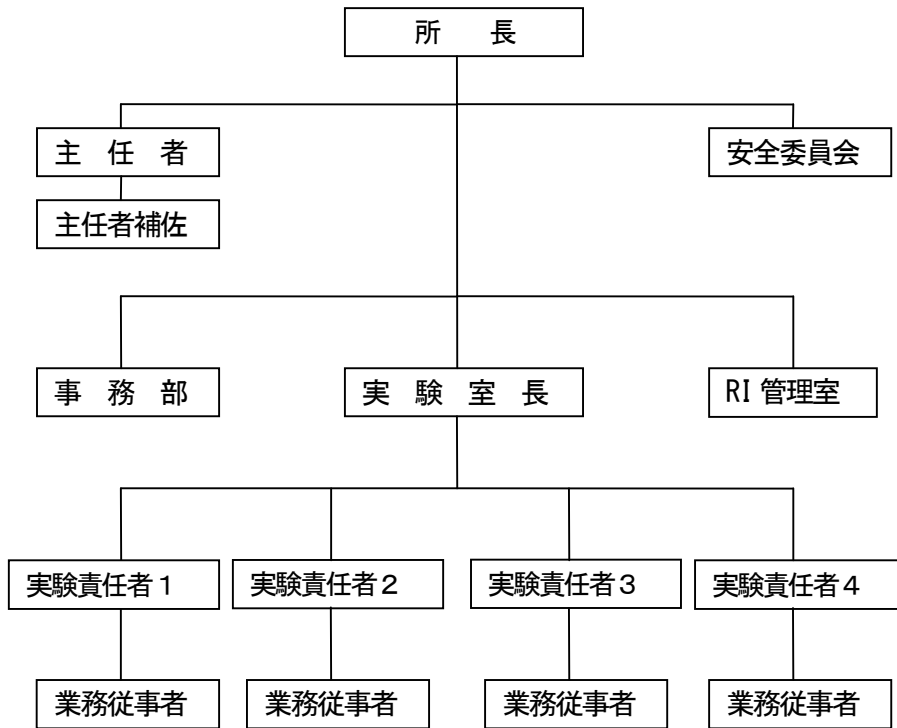 所　長
主　任　者
安全委員会
主任者補佐
事　務　部
実　験　室　長
RI 管理室
実験責任者１
実験責任者２
実験責任者３
実験責任者４
業務従事者
業務従事者
業務従事者
業務従事者